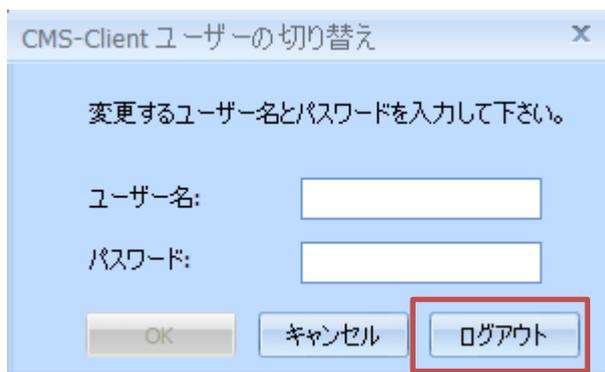 CMS-Client ユーザーの切り替え
変更するユーザー名とパスワードを入力して下さい。
ユーザー名:
パスワード:
OK キャンセル ログアウト